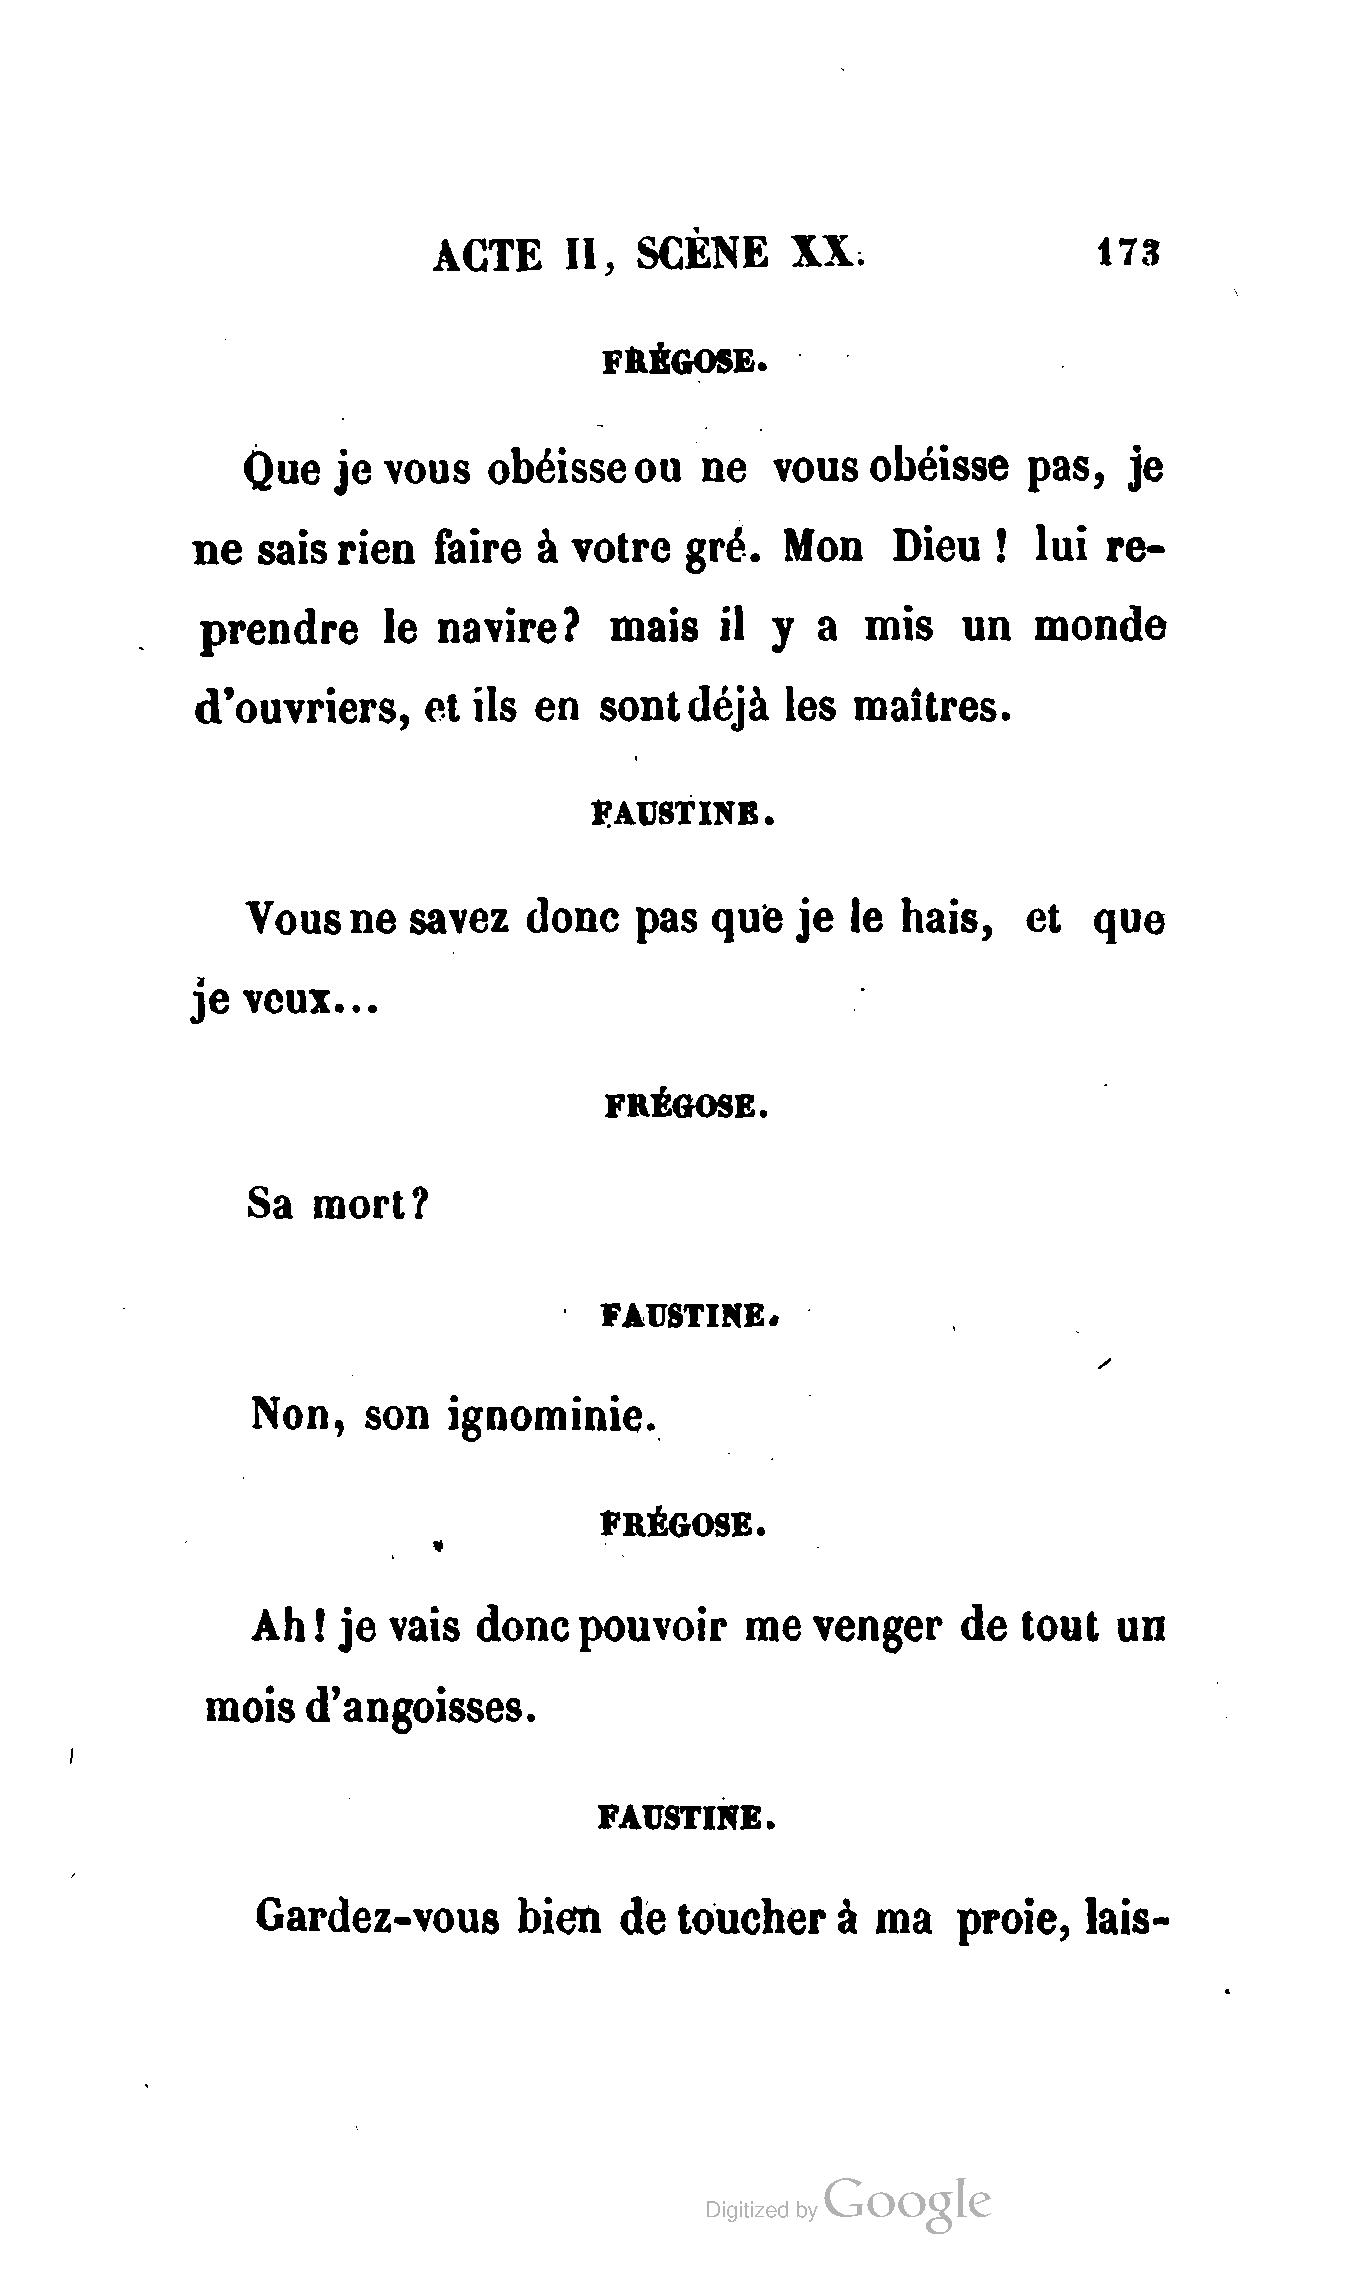 ACTE II, SCÈNE XX. 173
FRÉGOSE.
Que je vous obéisse ou ne vous obéisse pas, je
ne sais rien faire à votre gré. Mon Dieu ! lui re-
prendre le navire? mais il y a mis un monde
d'ouvriers, et ils en sont déjà les maîtres.
FAUSTINE.
Vous ne savez donc pas que je le hais, et que
je veux...
FRÉGOSE.
Sa mort?
FAUSTINE.
Non, son ignominie.
FRÉGOSE.
Ah! je vais donc pouvoir me venger de tout un
mois d'angoisses.
FAUSTINE.
Gardez-vous bien de toucher à ma proie, lais-
Digitized by Google